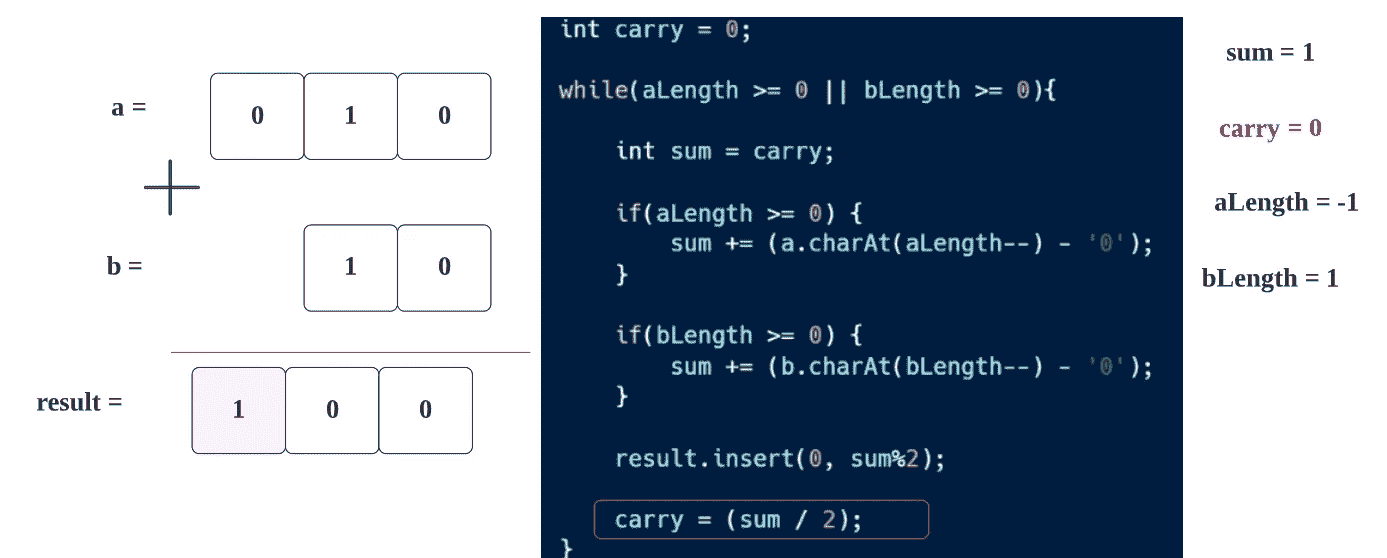 a =
0 1 0
b =
1 0
result =
1 0 0
int carry = 0;
while(aLength >= 0 || bLength >= 0){
int sum = carry;
if(aLength >= 0) {
sum += (a.charAt(aLength--) - '0');
}
if(bLength >= 0) {
sum += (b.charAt(bLength--) - '0');
}
result.insert(0, sum%2);
carry = (sum / 2);
}
sum = 1
carry = 0
aLength = -1
bLength = 1